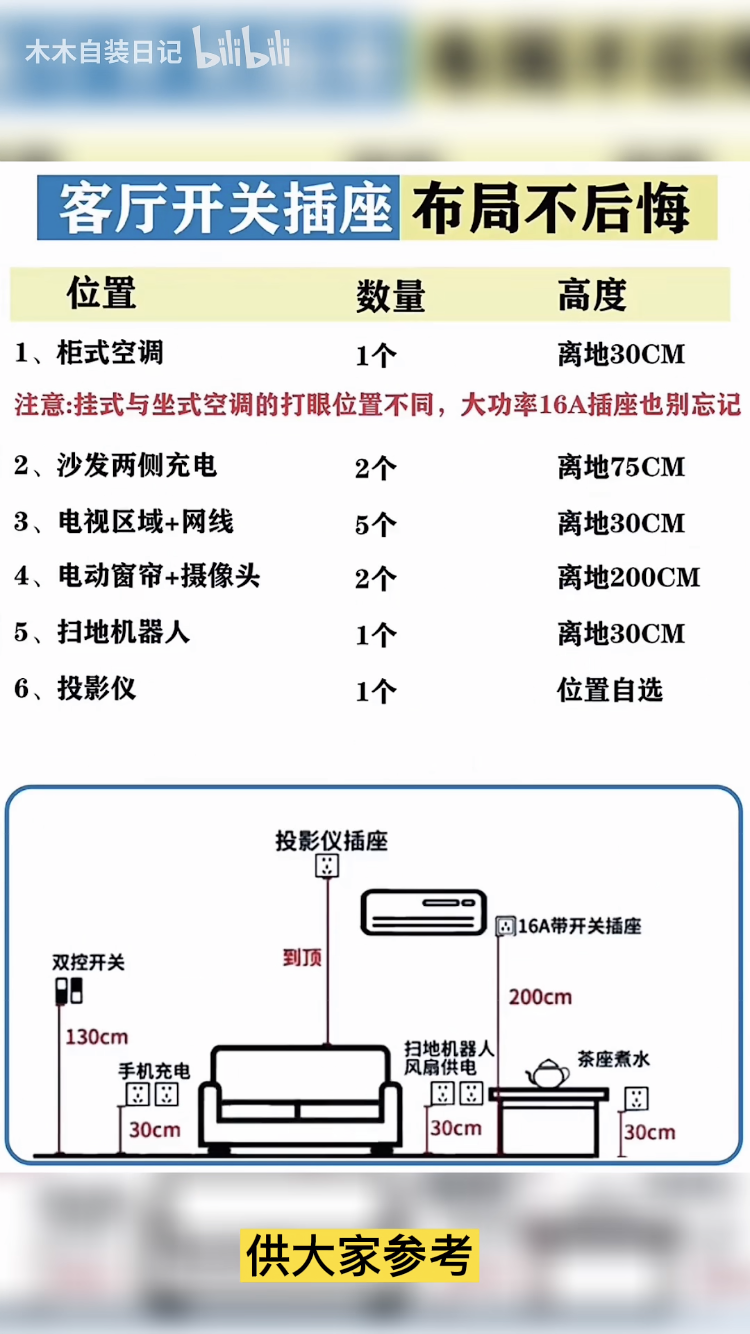 木木自装日记 bilibili
客厅开关插座 布局不后悔
位置 数量 高度
1、柜式空调 1个 离地30CM
注意:挂式与坐式空调的打眼位置不同，大功率16A插座也别忘记
2、沙发两侧充电 2个 离地75CM
3、电视区域+网线 5个 离地30CM
4、电动窗帘+摄像头 2个 离地200CM
5、扫地机器人 1个 离地30CM
6、投影仪 1个 位置自选
投影仪插座
16A带开关插座
到顶
双控开关
200cm
130cm
扫地机器人
风扇供电
茶座煮水
手机充电
30cm
30cm
30cm
供大家参考